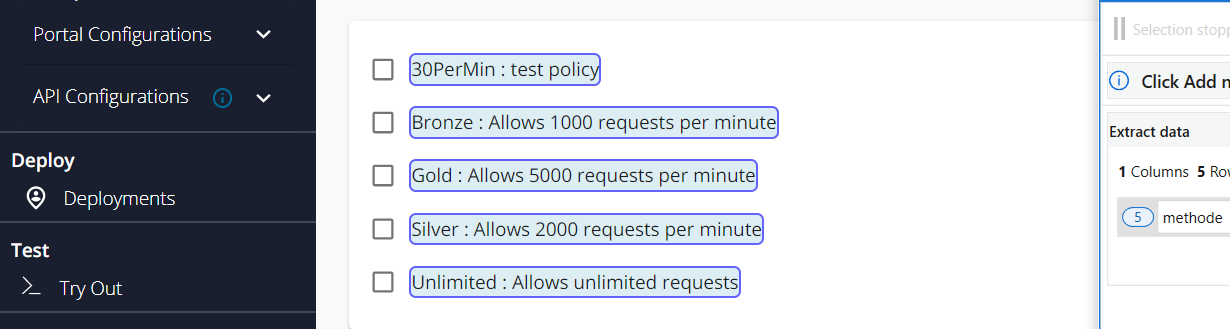 Portal Configurations
API Configurations
Deploy
Deployments
Test
Try Out
30PerMin : test policy
Bronze : Allows 1000 requests per minute
Gold : Allows 5000 requests per minute
Silver : Allows 2000 requests per minute
Unlimited : Allows unlimited requests
Selection stopp
Click Add n
Extract data
1 Columns 5 Row
5 methode